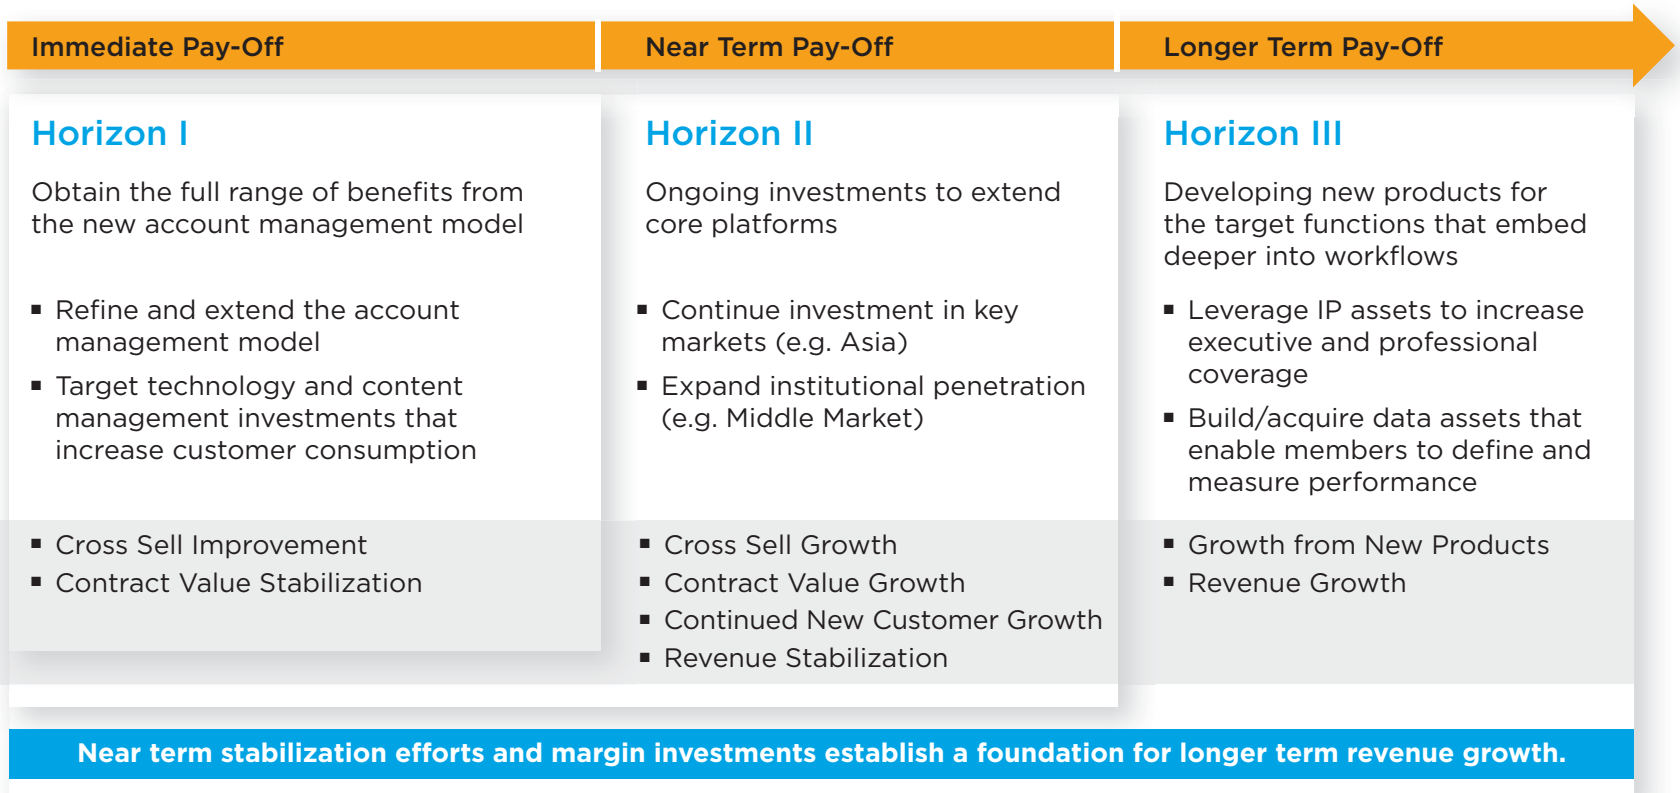 Immediate Pay-Off
Near Term Pay-Off
Longer Term Pay-Off
Horizon I
Obtain the full range of benefits from
the new account management model
▪ Refine and extend the account
management model
▪ Target technology and content
management investments that
increase customer consumption
▪ Cross Sell Improvement
▪ Contract Value Stabilization
Horizon II
Ongoing investments to extend
core platforms
▪ Continue investment in key
markets (e.g. Asia)
▪ Expand institutional penetration
(e.g. Middle Market)
▪ Cross Sell Growth
▪ Contract Value Growth
▪ Continued New Customer Growth
▪ Revenue Stabilization
Horizon III
Developing new products for
the target functions that embed
deeper into workflows
▪ Leverage IP assets to increase
executive and professional
coverage
▪ Build/acquire data assets that
enable members to define and
measure performance
▪ Growth from New Products
▪ Revenue Growth
Near term stabilization efforts and margin investments establish a foundation for longer term revenue growth.